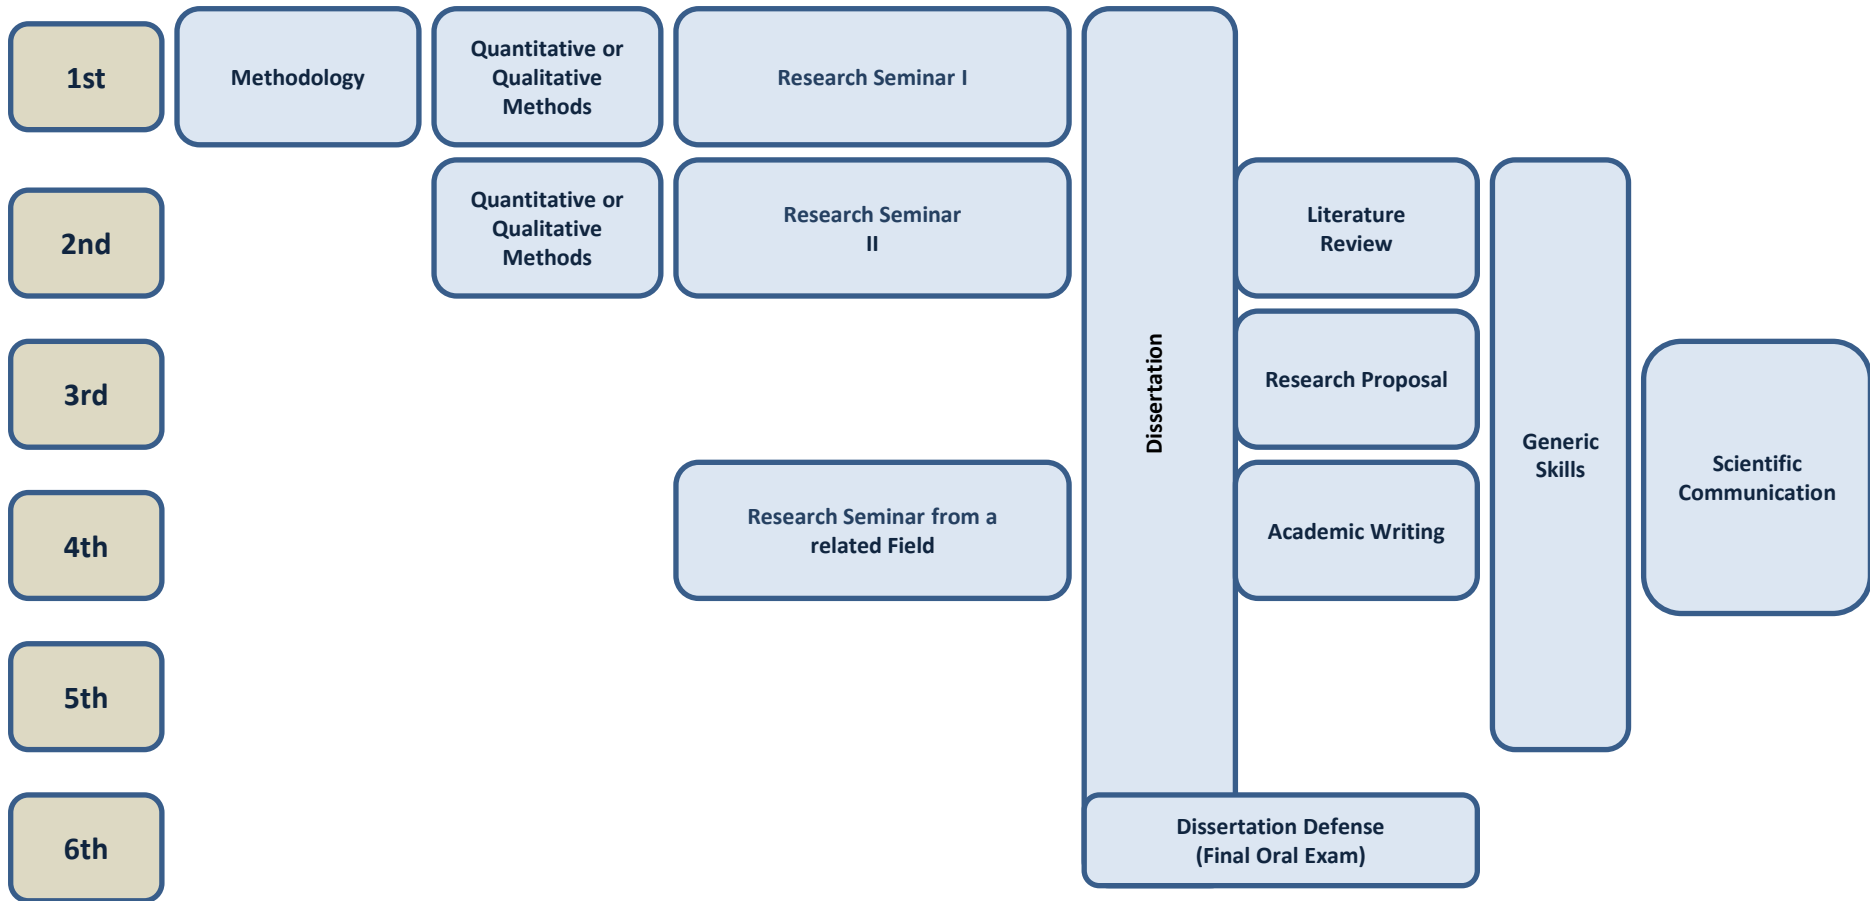 1st
Methodology
Quantitative or
Qualitative
Methods
Research Seminar I
2nd
Quantitative or
Qualitative
Methods
Research Seminar
II
Literature
Review
Dissertation
3rd
Research Proposal
Generic
Skills
Scientific
Communication
4th
Research Seminar from a
related Field
Academic Writing
5th
6th
Dissertation Defense
(Final Oral Exam)